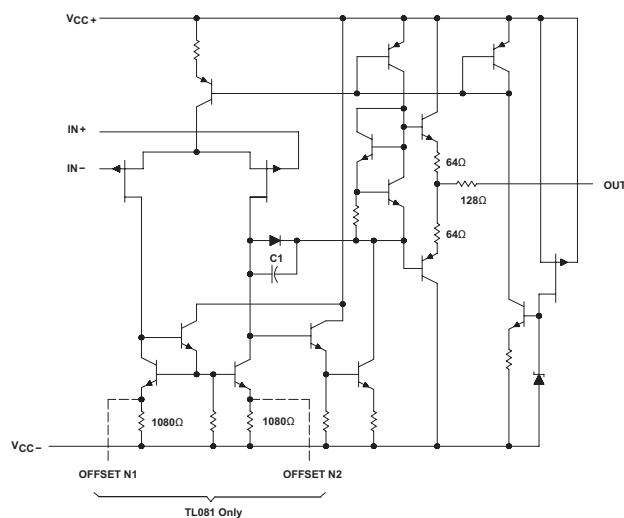 VCC+
IN+
IN−
64Ω
128Ω
OUT
64Ω
C1
1080Ω
1080Ω
VCC−
OFFSET N1
OFFSET N2
TL081 Only